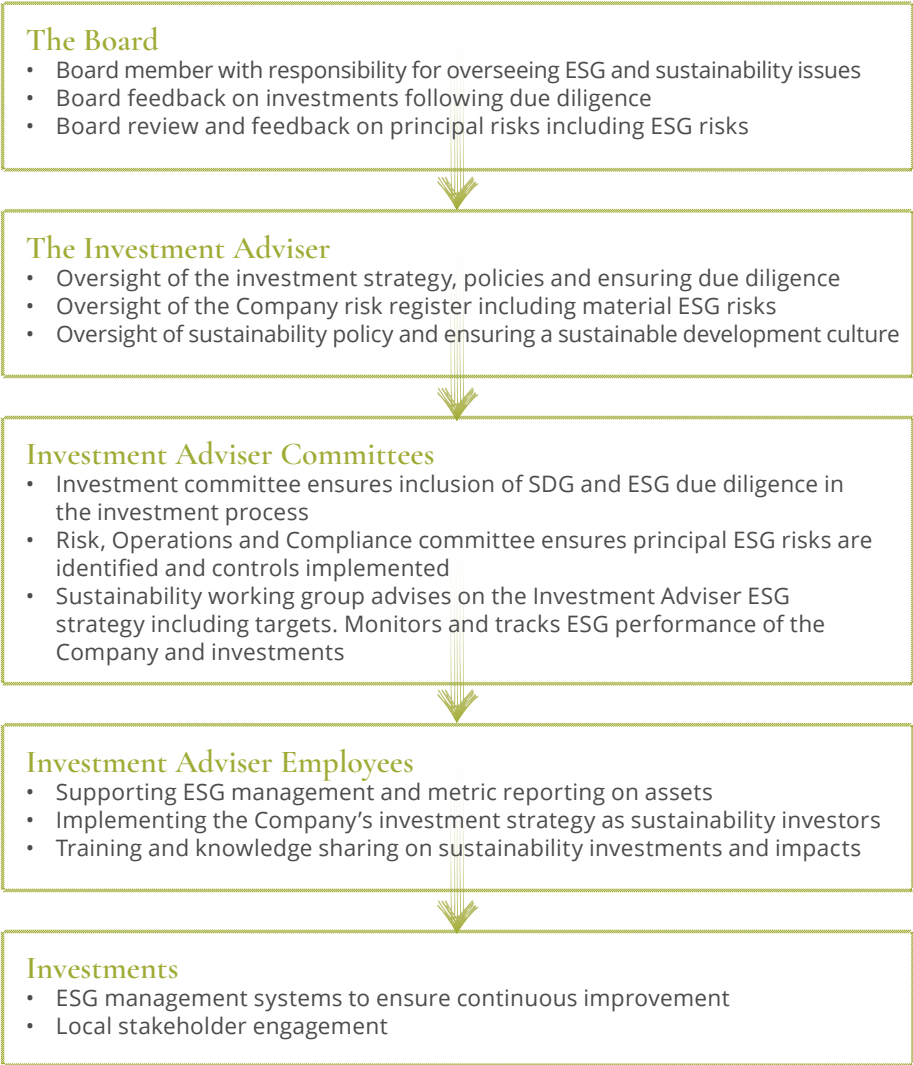 The Board
• Board member with responsibility for overseeing ESG and sustainability issues
• Board feedback on investments following due diligence
• Board review and feedback on principal risks including ESG risks
The Investment Adviser
• Oversight of the investment strategy, policies and ensuring due diligence
• Oversight of the Company risk register including material ESG risks
• Oversight of sustainability policy and ensuring a sustainable development culture
Investment Adviser Committees
• Investment committee ensures inclusion of SDG and ESG due diligence in
the investment process
• Risk, Operations and Compliance committee ensures principal ESG risks are
identified and controls implemented
• Sustainability working group advises on the Investment Adviser ESG
strategy including targets. Monitors and tracks ESG performance of the
Company and investments
Investment Adviser Employees
• Supporting ESG management and metric reporting on assets
• Implementing the Company’s investment strategy as sustainability investors
• Training and knowledge sharing on sustainability investments and impacts
Investments
• ESG management systems to ensure continuous improvement
• Local stakeholder engagement